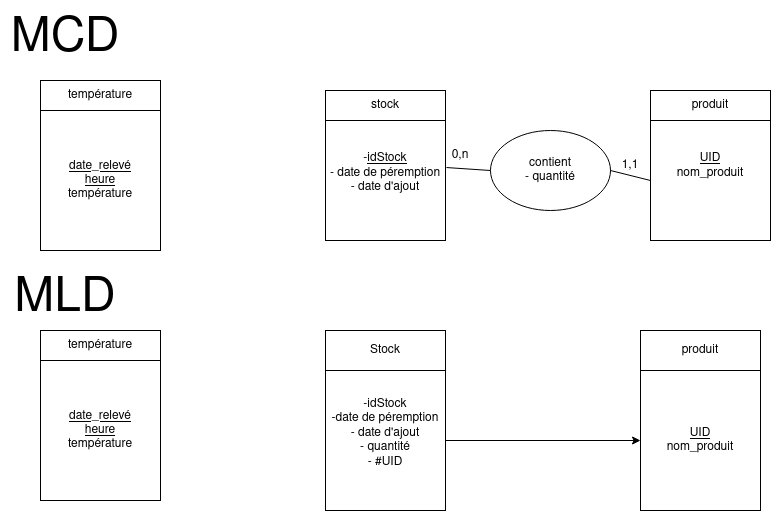 MCD
température
date_relevé
heure
température
stock
-idStock
- date de péremption
- date d'ajout
0,n
contient
- quantité
1,1
produit
UID
nom_produit
MLD
température
date_relevé
heure
température
Stock
-idStock
-date de péremption
- date d'ajout
- quantité
- #UID
produit
UID
nom_produit